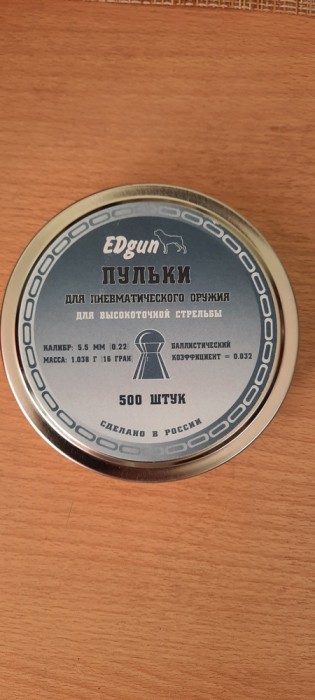 EDgun
ПУЛЬКИ
ДЛЯ ПНЕВМАТИЧЕСКОГО ОРУЖИЯ
ДЛЯ ВЫСОКОТОЧНОЙ СТРЕЛЬБЫ
КАЛИБР: 5.5 ММ (0.22)
МАССА: 1.036 Г (16 ГРАН)
БАЛЛИСТИЧЕСКИЙ
КОЭФФИЦИЕНТ = 0.032
500 ШТУК
СДЕЛАНО В РОССИИ